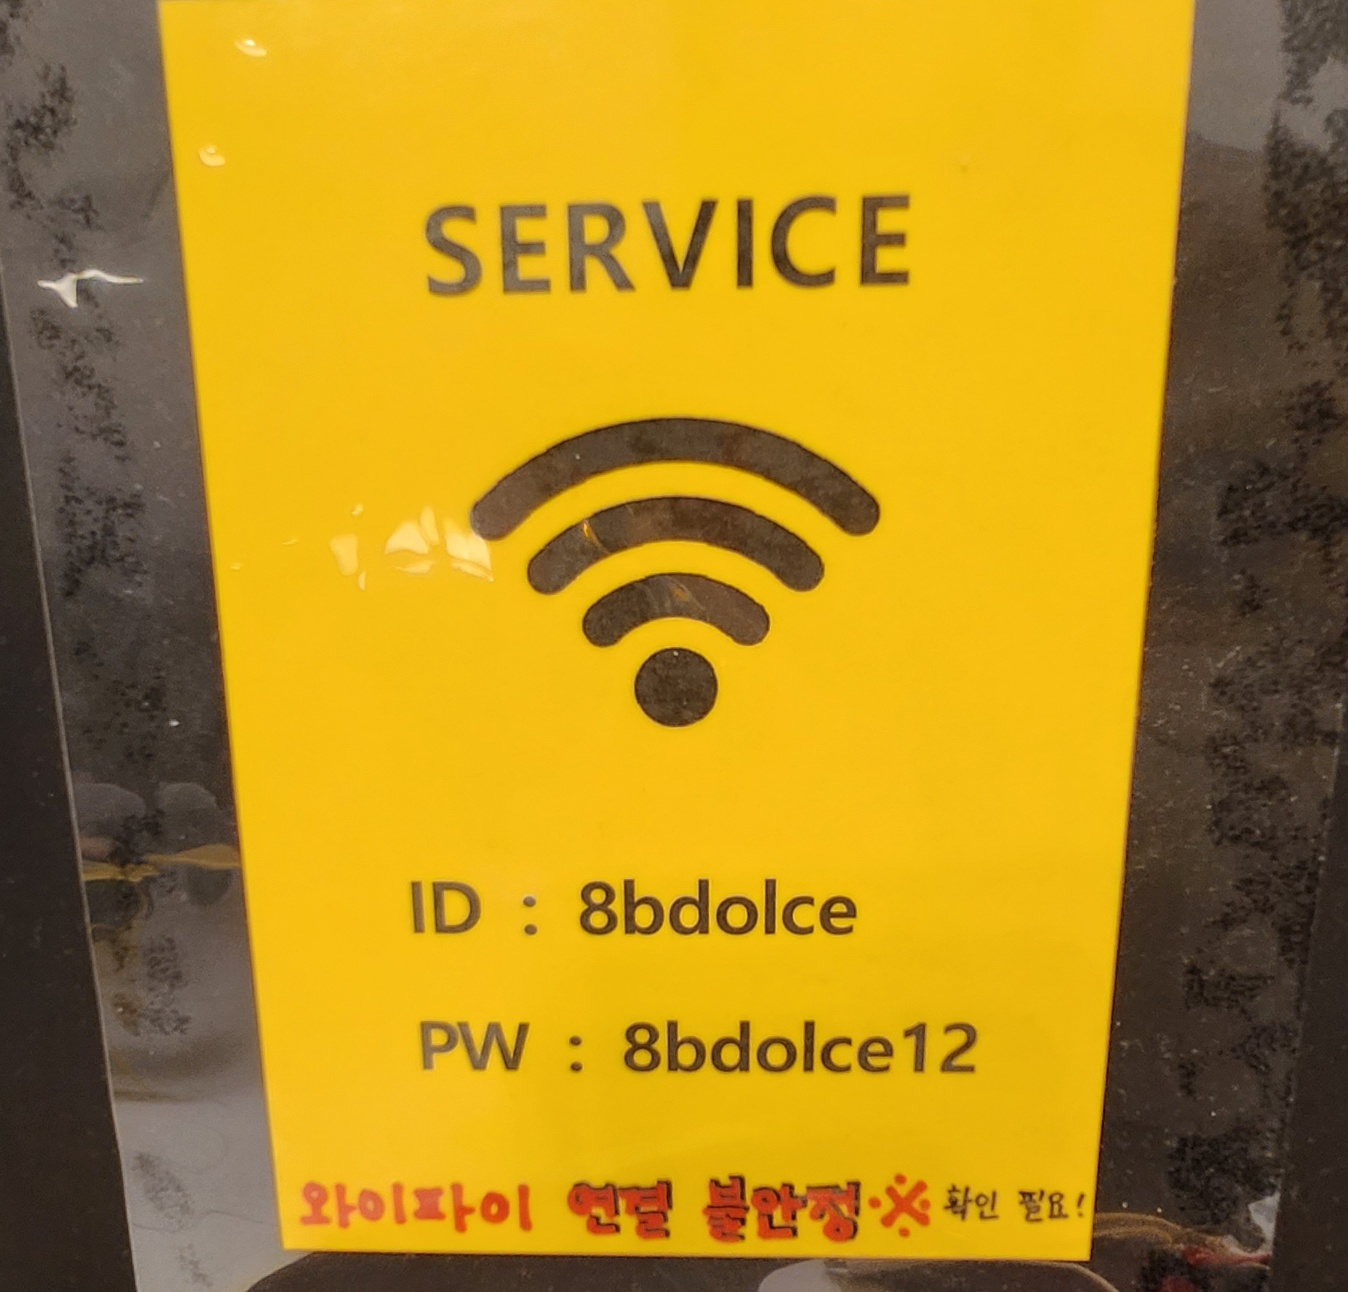 SERVICE
ID : 8bdolce
PW : 8bdolce12
와이파이 연결 불안정 ※ 확인 필요!